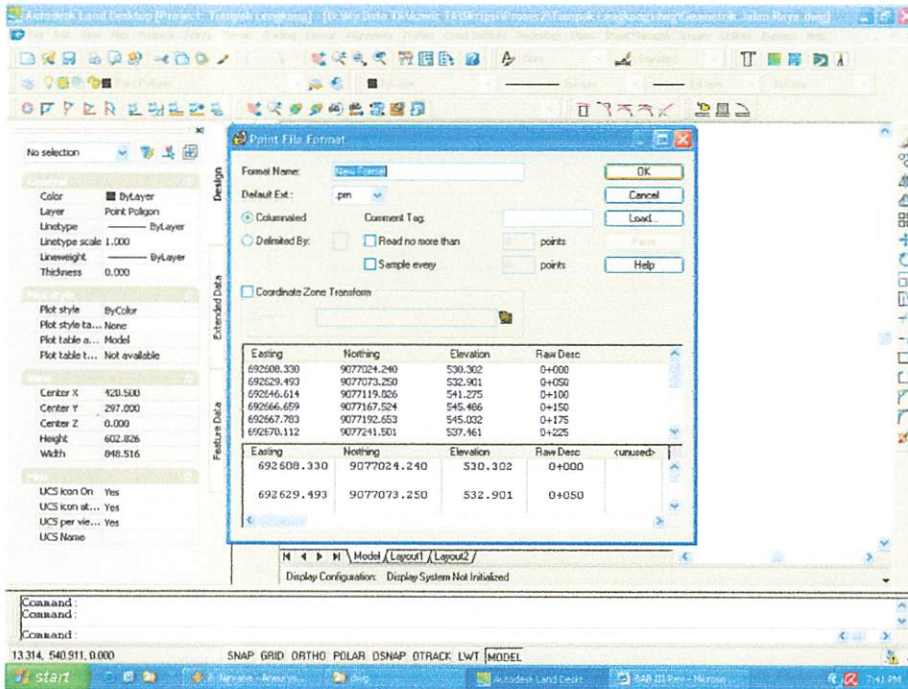 Autodesk Land Desktop
No selection
Color ByLayer
Layer Point Poligon
Linetype ByLayer
Linetype scale 1.000
Lineweight ByLayer
Thickness 0.000
Plot style ByColor
Plot style ta... None
Plot table a... Model
Plot table t... Not available
View
Center X 420.500
Center Y 297.000
Center Z 0.000
Height 602.826
Width 848.516
Misc
UCS icon On Yes
UCS icon at... Yes
UCS per vie... Yes
UCS Name
Design
Extended Data
Feature Data
Point File Format
Format Name: New Format OK
Default Ext.: .prn Cancel
Columnated Comment Tag: Load...
Delimited By: Read no more than points
Sample every points Help
Coordinate Zone Transform
Easting Northing Elevation Raw Desc
692608.330 9077024.240 530.302 0+000
692629.493 9077073.250 532.901 0+050
692646.614 9077119.826 541.275 0+100
692666.659 9077167.524 545.486 0+150
692667.783 9077192.653 545.032 0+175
692670.112 9077241.501 537.461 0+225
Easting Northing Elevation Raw Desc <unused>
692608.330 9077024.240 530.302 0+000
692629.493 9077073.250 532.901 0+050
Model Layout1 Layout2
Display Configuration: Display System Not Initialized
Command:
Command:
Command:
13.314, 540.911, 0.000 SNAP GRID ORTHO POLAR OSNAP OTRACK LWT MODEL
start dwg Autodesk Land Deskt... BAB III Rev - Micros... 7:41 PM